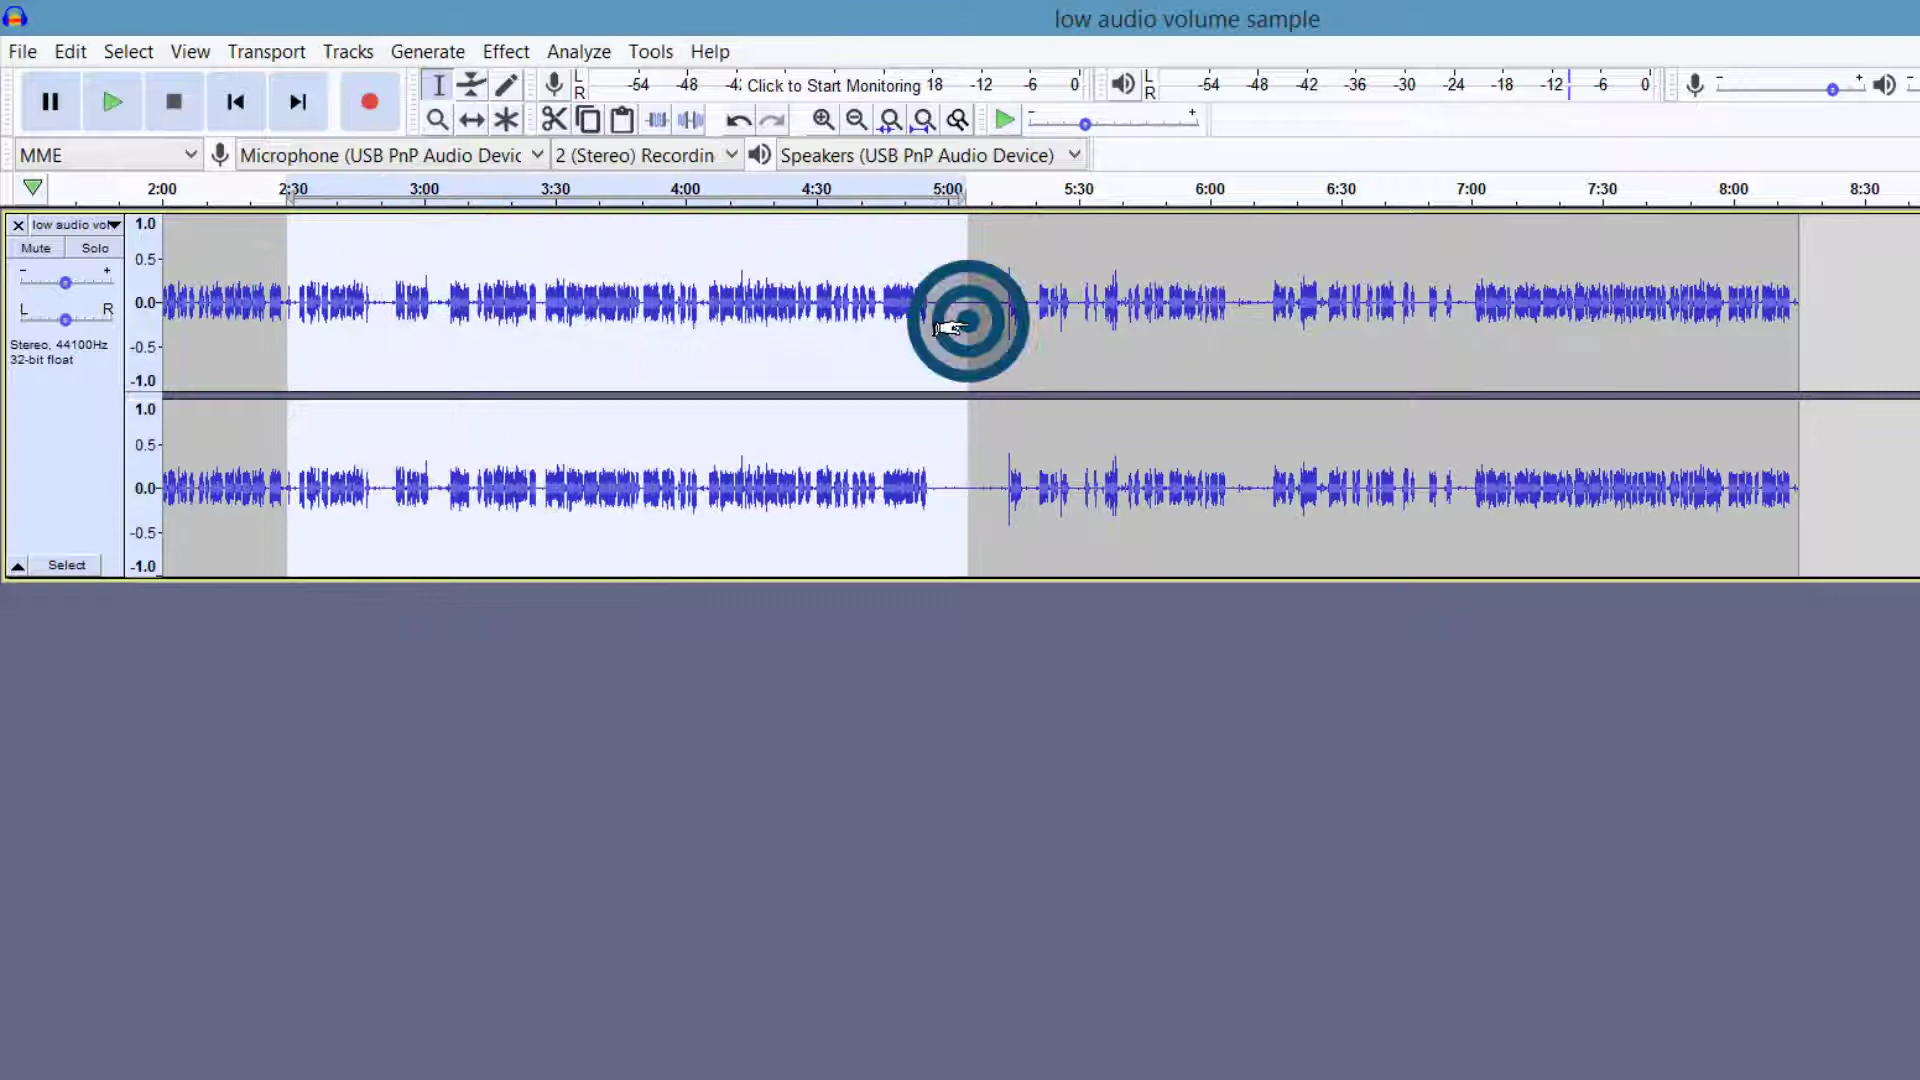 low audio volume sample
File Edit Select View Transport Tracks Generate Effect Analyze Tools Help
L R -54 -48 -42 Click to Start Monitoring 18 -12 -6 0 L R -54 -48 -42 -36 -30 -24 -18 -12 -6 0 - +
- +
MME Microphone (USB PnP Audio Devic 2 (Stereo) Recordin Speakers (USB PnP Audio Device)
2:00 2:30 3:00 3:30 4:00 4:30 5:00 5:30 6:00 6:30 7:00 7:30 8:00 8:30
low audio vol 1.0
Mute Solo
0.5
- +
0.0
L R
Stereo, 44100Hz
-0.5
32-bit float
-1.0
1.0
0.5
0.0
-0.5
Select -1.0